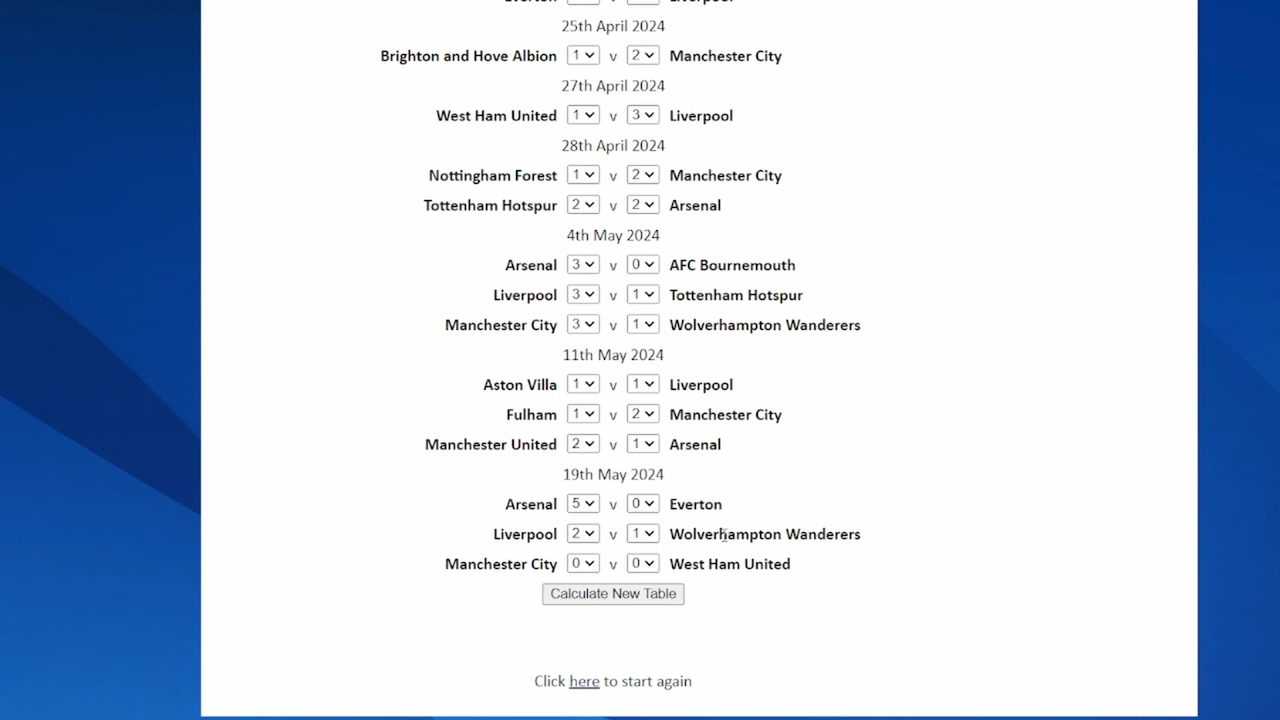 Everton v Liverpool
25th April 2024
Brighton and Hove Albion 1 v 2 Manchester City
27th April 2024
West Ham United 1 v 3 Liverpool
28th April 2024
Nottingham Forest 1 v 2 Manchester City
Tottenham Hotspur 2 v 2 Arsenal
4th May 2024
Arsenal 3 v 0 AFC Bournemouth
Liverpool 3 v 1 Tottenham Hotspur
Manchester City 3 v 1 Wolverhampton Wanderers
11th May 2024
Aston Villa 1 v 1 Liverpool
Fulham 1 v 2 Manchester City
Manchester United 2 v 1 Arsenal
19th May 2024
Arsenal 5 v 0 Everton
Liverpool 2 v 1 Wolverhampton Wanderers
Manchester City 0 v 0 West Ham United
Calculate New Table
Click here to start again